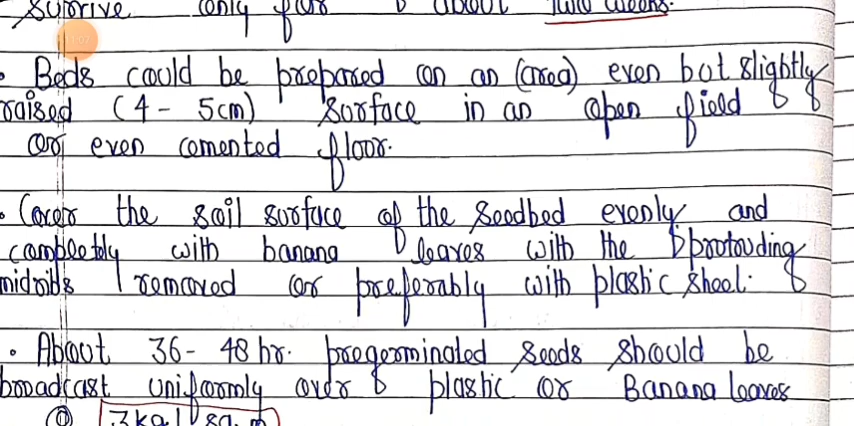 survive only for about two weeks.
• Beds could be prepared on an (area) even but slightly
raised (4 - 5cm) surface in an open field
or even cemented floor.
• Cover the soil surface of the seedbed evenly and
completely with banana leaves with the protruding
midribs removed or preferably with plastic sheet.
• About 36 - 48 hr. pregerminated seeds should be
broadcast uniformly over plastic or Banana leaves
@ 3kg / sq. m